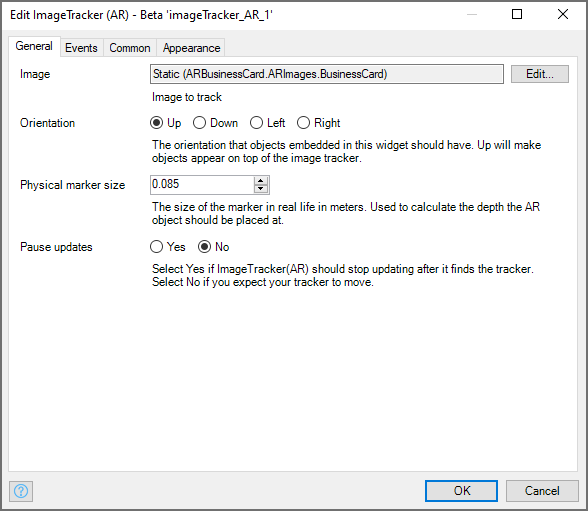 Edit ImageTracker (AR) - Beta 'imageTracker_AR_1'
General Events Common Appearance
Image Static (ARBusinessCard.ARImages.BusinessCard) Edit...
Image to track
Orientation Up Down Left Right
The orientation that objects embedded in this widget should have. Up will make
objects appear on top of the image tracker.
Physical marker size 0.085
The size of the marker in real life in meters. Used to calculate the depth the AR
object should be placed at.
Pause updates Yes No
Select Yes if ImageTracker(AR) should stop updating after it finds the tracker.
Select No if you expect your tracker to move.
? OK Cancel